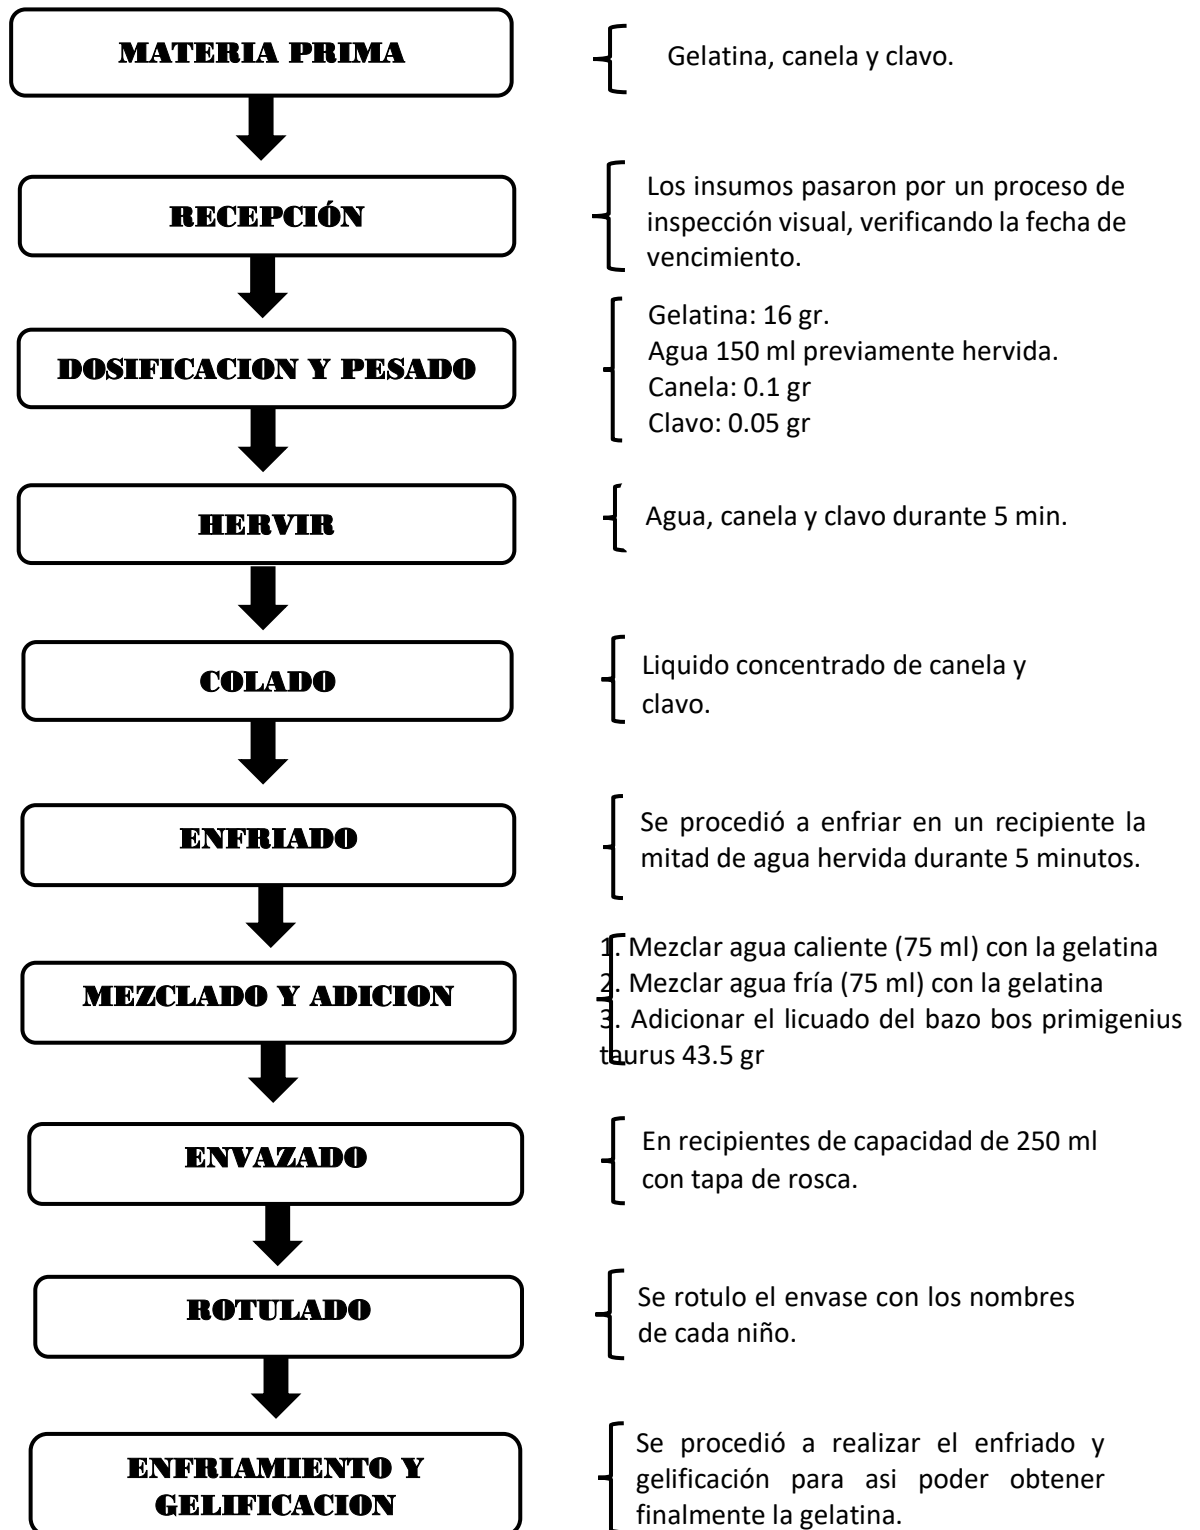 MATERIA PRIMA
Gelatina, canela y clavo.
RECEPCIÓN
Los insumos pasaron por un proceso de
inspección visual, verificando la fecha de
vencimiento.
DOSIFICACION Y PESADO
Gelatina: 16 gr.
Agua 150 ml previamente hervida.
Canela: 0.1 gr
Clavo: 0.05 gr
HERVIR
Agua, canela y clavo durante 5 min.
COLADO
Liquido concentrado de canela y
clavo.
ENFRIADO
Se procedió a enfriar en un recipiente la
mitad de agua hervida durante 5 minutos.
MEZCLADO Y ADICION
1. Mezclar agua caliente (75 ml) con la gelatina
2. Mezclar agua fría (75 ml) con la gelatina
3. Adicionar el licuado del bazo bos primigenius
taurus 43.5 gr
ENVAZADO
En recipientes de capacidad de 250 ml
con tapa de rosca.
ROTULADO
Se rotulo el envase con los nombres
de cada niño.
ENFRIAMIENTO Y
GELIFICACION
Se procedió a realizar el enfriado y
gelificación para asi poder obtener
finalmente la gelatina.